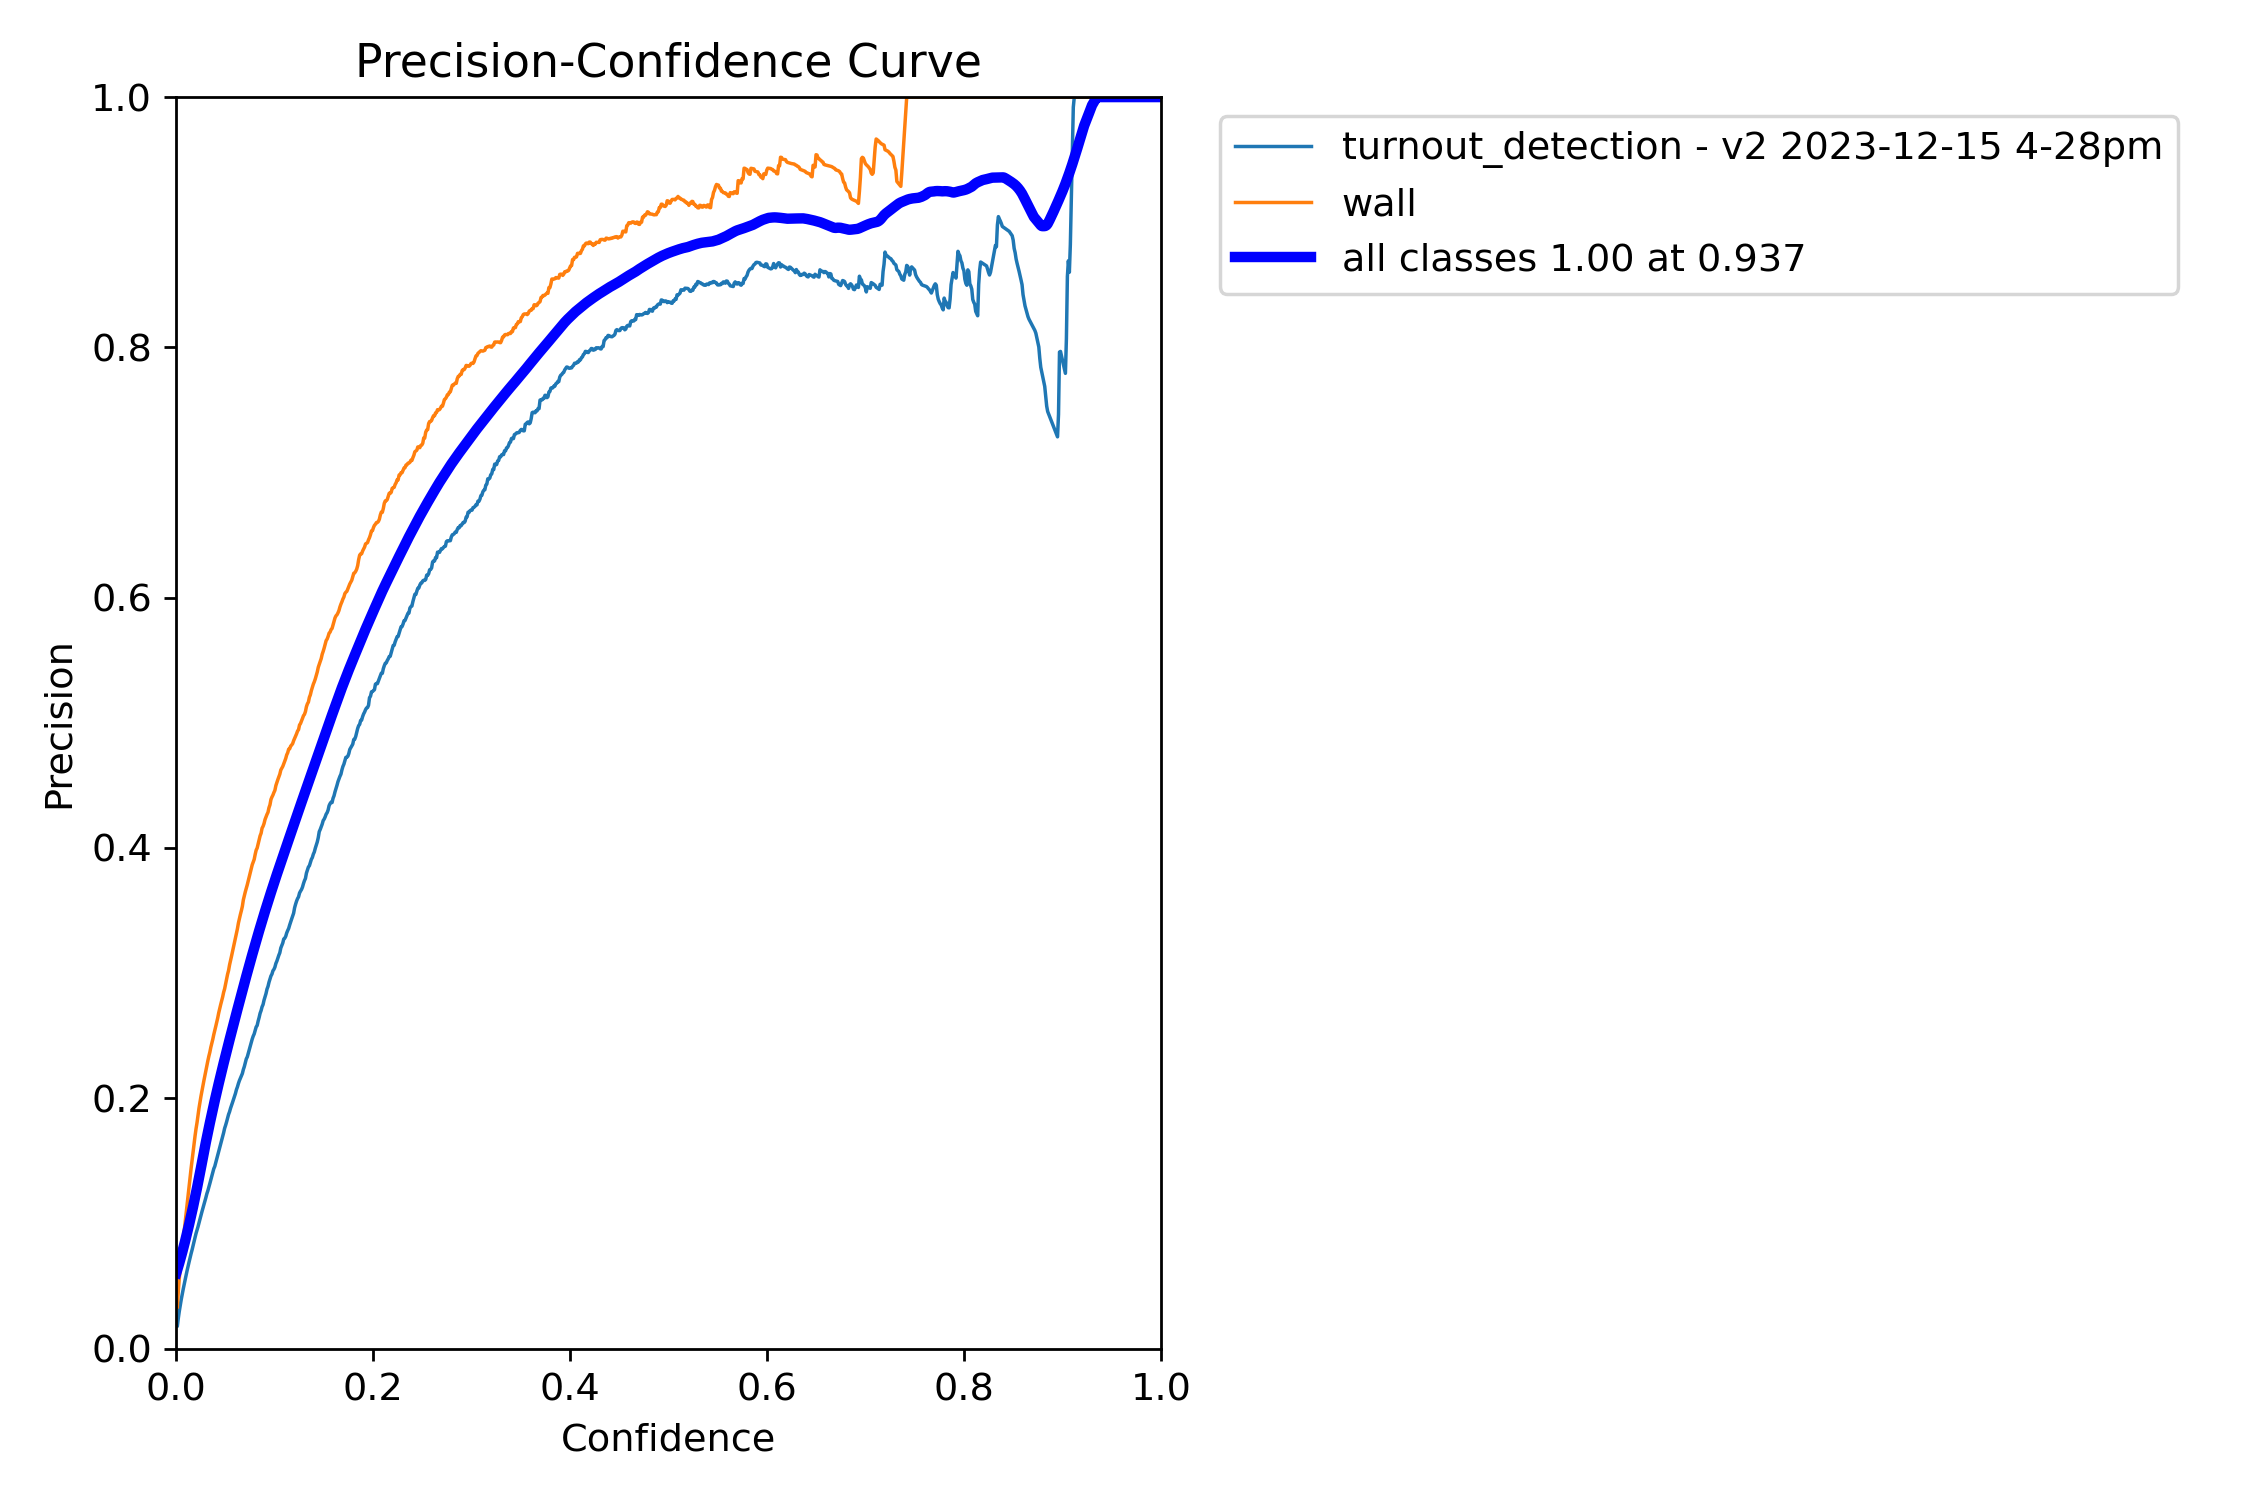 Precision-Confidence Curve
1.0
0.8
0.6
0.4
0.2
0.0
Precision
0.0 0.2 0.4 0.6 0.8 1.0
Confidence
turnout_detection - v2 2023-12-15 4-28pm
wall
all classes 1.00 at 0.937